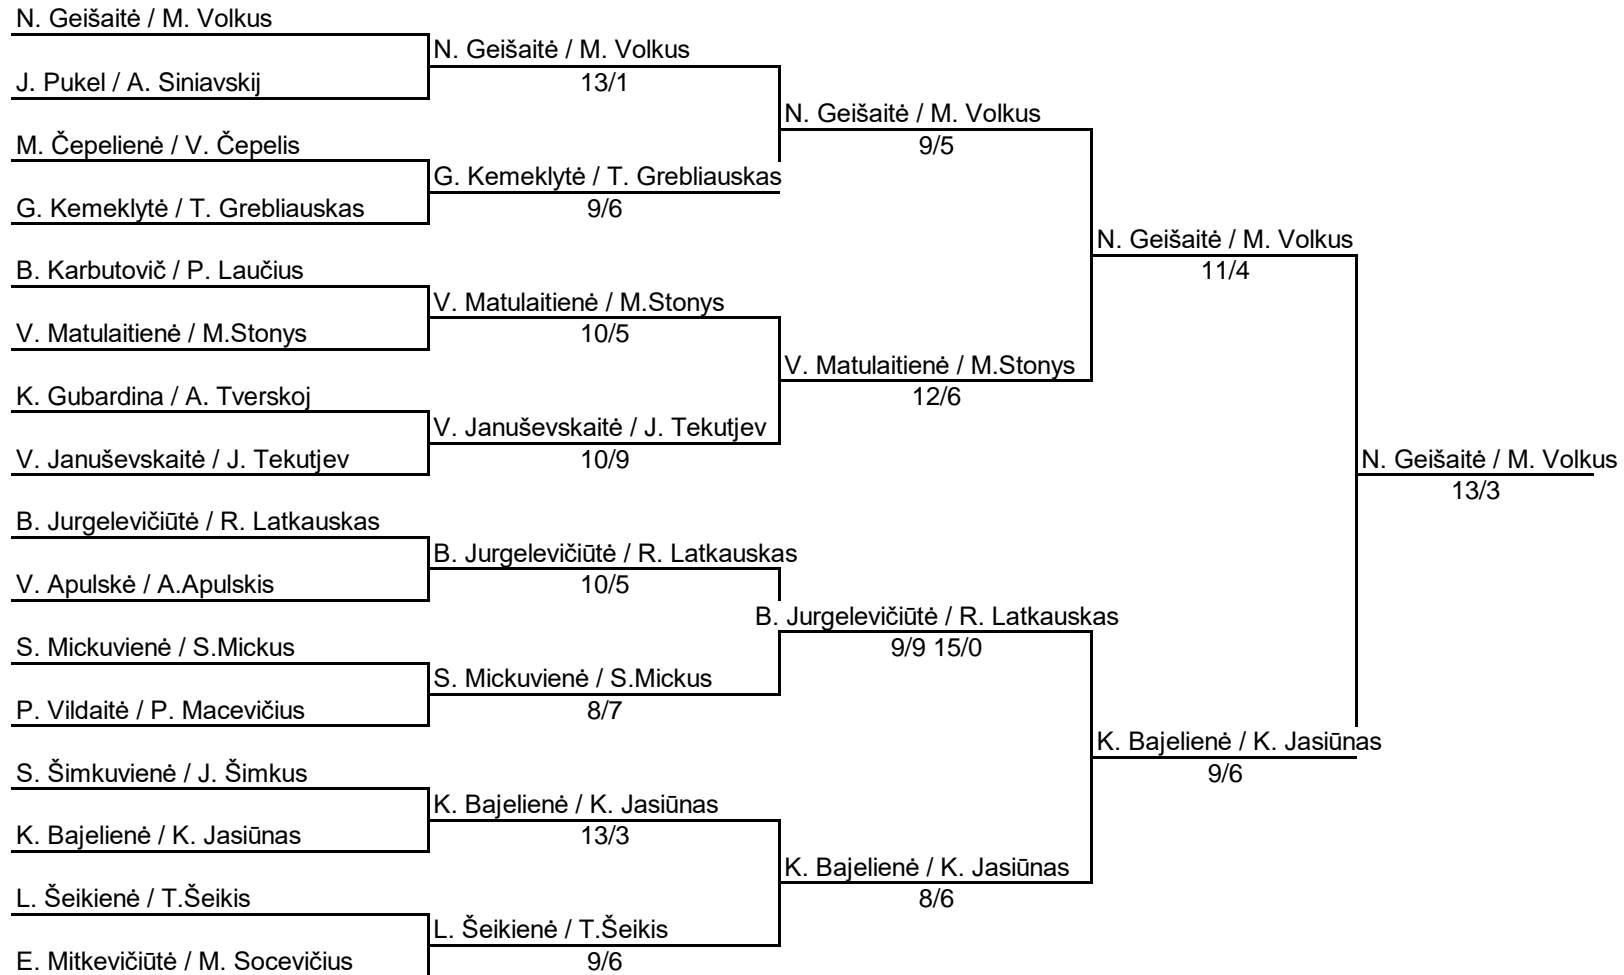 N. Geišaitė / M. Volkus
N. Geišaitė / M. Volkus
J. Pukel / A. Siniavskij
13/1
N. Geišaitė / M. Volkus
M. Čepelienė / V. Čepelis
9/5
G. Kemeklytė / T. Grebliauskas
G. Kemeklytė / T. Grebliauskas
9/6
N. Geišaitė / M. Volkus
B. Karbutovič / P. Laučius
11/4
V. Matulaitienė / M.Stonys
V. Matulaitienė / M.Stonys
10/5
V. Matulaitienė / M.Stonys
K. Gubardina / A. Tverskoj
12/6
V. Januševskaitė / J. Tekutjev
V. Januševskaitė / J. Tekutjev
10/9
N. Geišaitė / M. Volkus
13/3
B. Jurgelevičiūtė / R. Latkauskas
B. Jurgelevičiūtė / R. Latkauskas
V. Apulskė / A.Apulskis
10/5
B. Jurgelevičiūtė / R. Latkauskas
S. Mickuvienė / S.Mickus
9/9 15/0
S. Mickuvienė / S.Mickus
P. Vildaitė / P. Macevičius
8/7
K. Bajelienė / K. Jasiūnas
S. Šimkuvienė / J. Šimkus
9/6
K. Bajelienė / K. Jasiūnas
K. Bajelienė / K. Jasiūnas
13/3
K. Bajelienė / K. Jasiūnas
L. Šeikienė / T.Šeikis
8/6
L. Šeikienė / T.Šeikis
E. Mitkevičiūtė / M. Socevičius
9/6